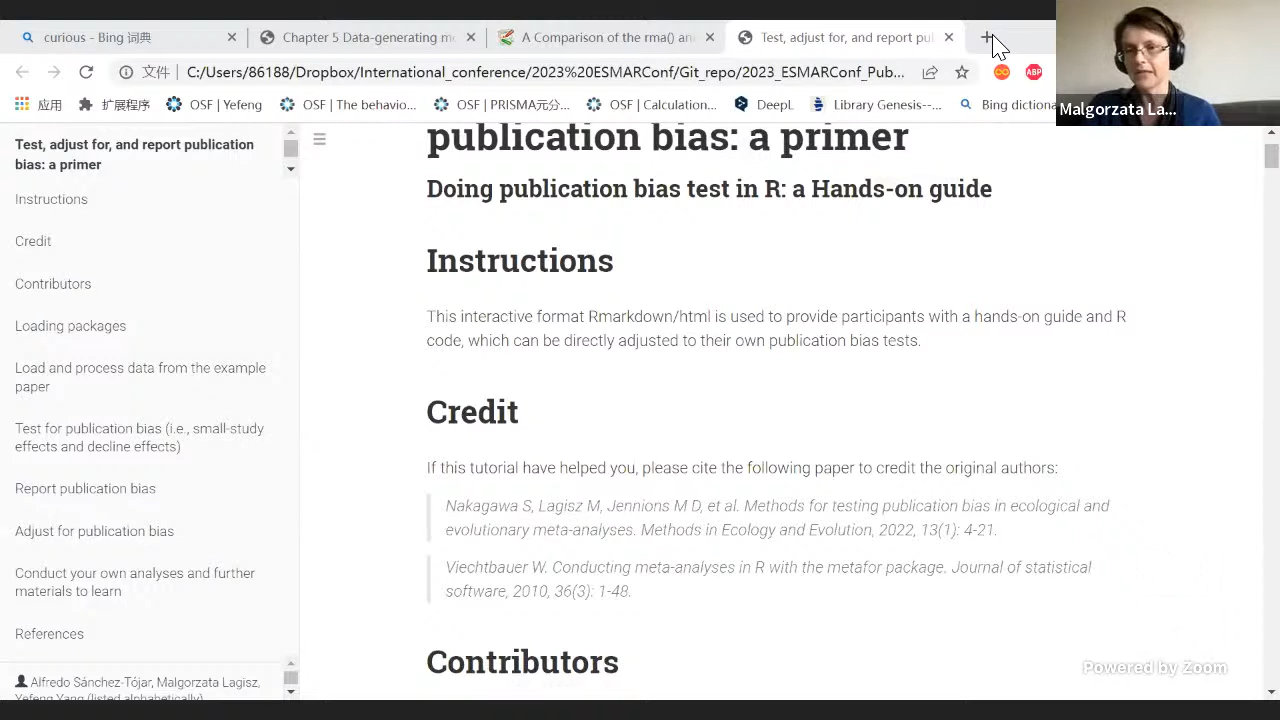 curious - Bing 词典
Chapter 5 Data-generating m
A Comparison of the rma() an
Test, adjust for, and report pul
文件
C:/Users/86188/dropbox/International_conference/2023%20ESMARConf/Git_repo/2023_ESMARConf_Pub...
应用
扩展程序
OSF | Yefeng
OSF | The behavio...
OSF | PRISMA元分...
OSF | Calculation...
DeepL
Library Genesis--...
Bing dictiona
ABP
Malgorzata La...
Test, adjust for, and report publication
bias: a primer
Instructions
Credit
Contributors
Loading packages
Load and process data from the example
paper
Test for publication bias (i.e., small-study
effects and decline effects)
Report publication bias
Adjust for publication bias
Conduct your own analyses and further
materials to learn
References
Alfredo Sánchez-Tójar, Malgorzata Lagisz,
Yefeng Yang (listed alphabetically)
publication bias: a primer
Doing publication bias test in R: a Hands-on guide
Instructions
This interactive format Rmarkdown/html is used to provide participants with a hands-on guide and R
code, which can be directly adjusted to their own publication bias tests.
Credit
If this tutorial have helped you, please cite the following paper to credit the original authors:
Nakagawa S, Lagisz M, Jennions M D, et al. Methods for testing publication bias in ecological and
evolutionary meta-analyses. Methods in Ecology and Evolution, 2022, 13(1): 4-21.
Viechtbauer W. Conducting meta-analyses in R with the metafor package. Journal of statistical
software, 2010, 36(3): 1-48.
Contributors
Powered by Zoom